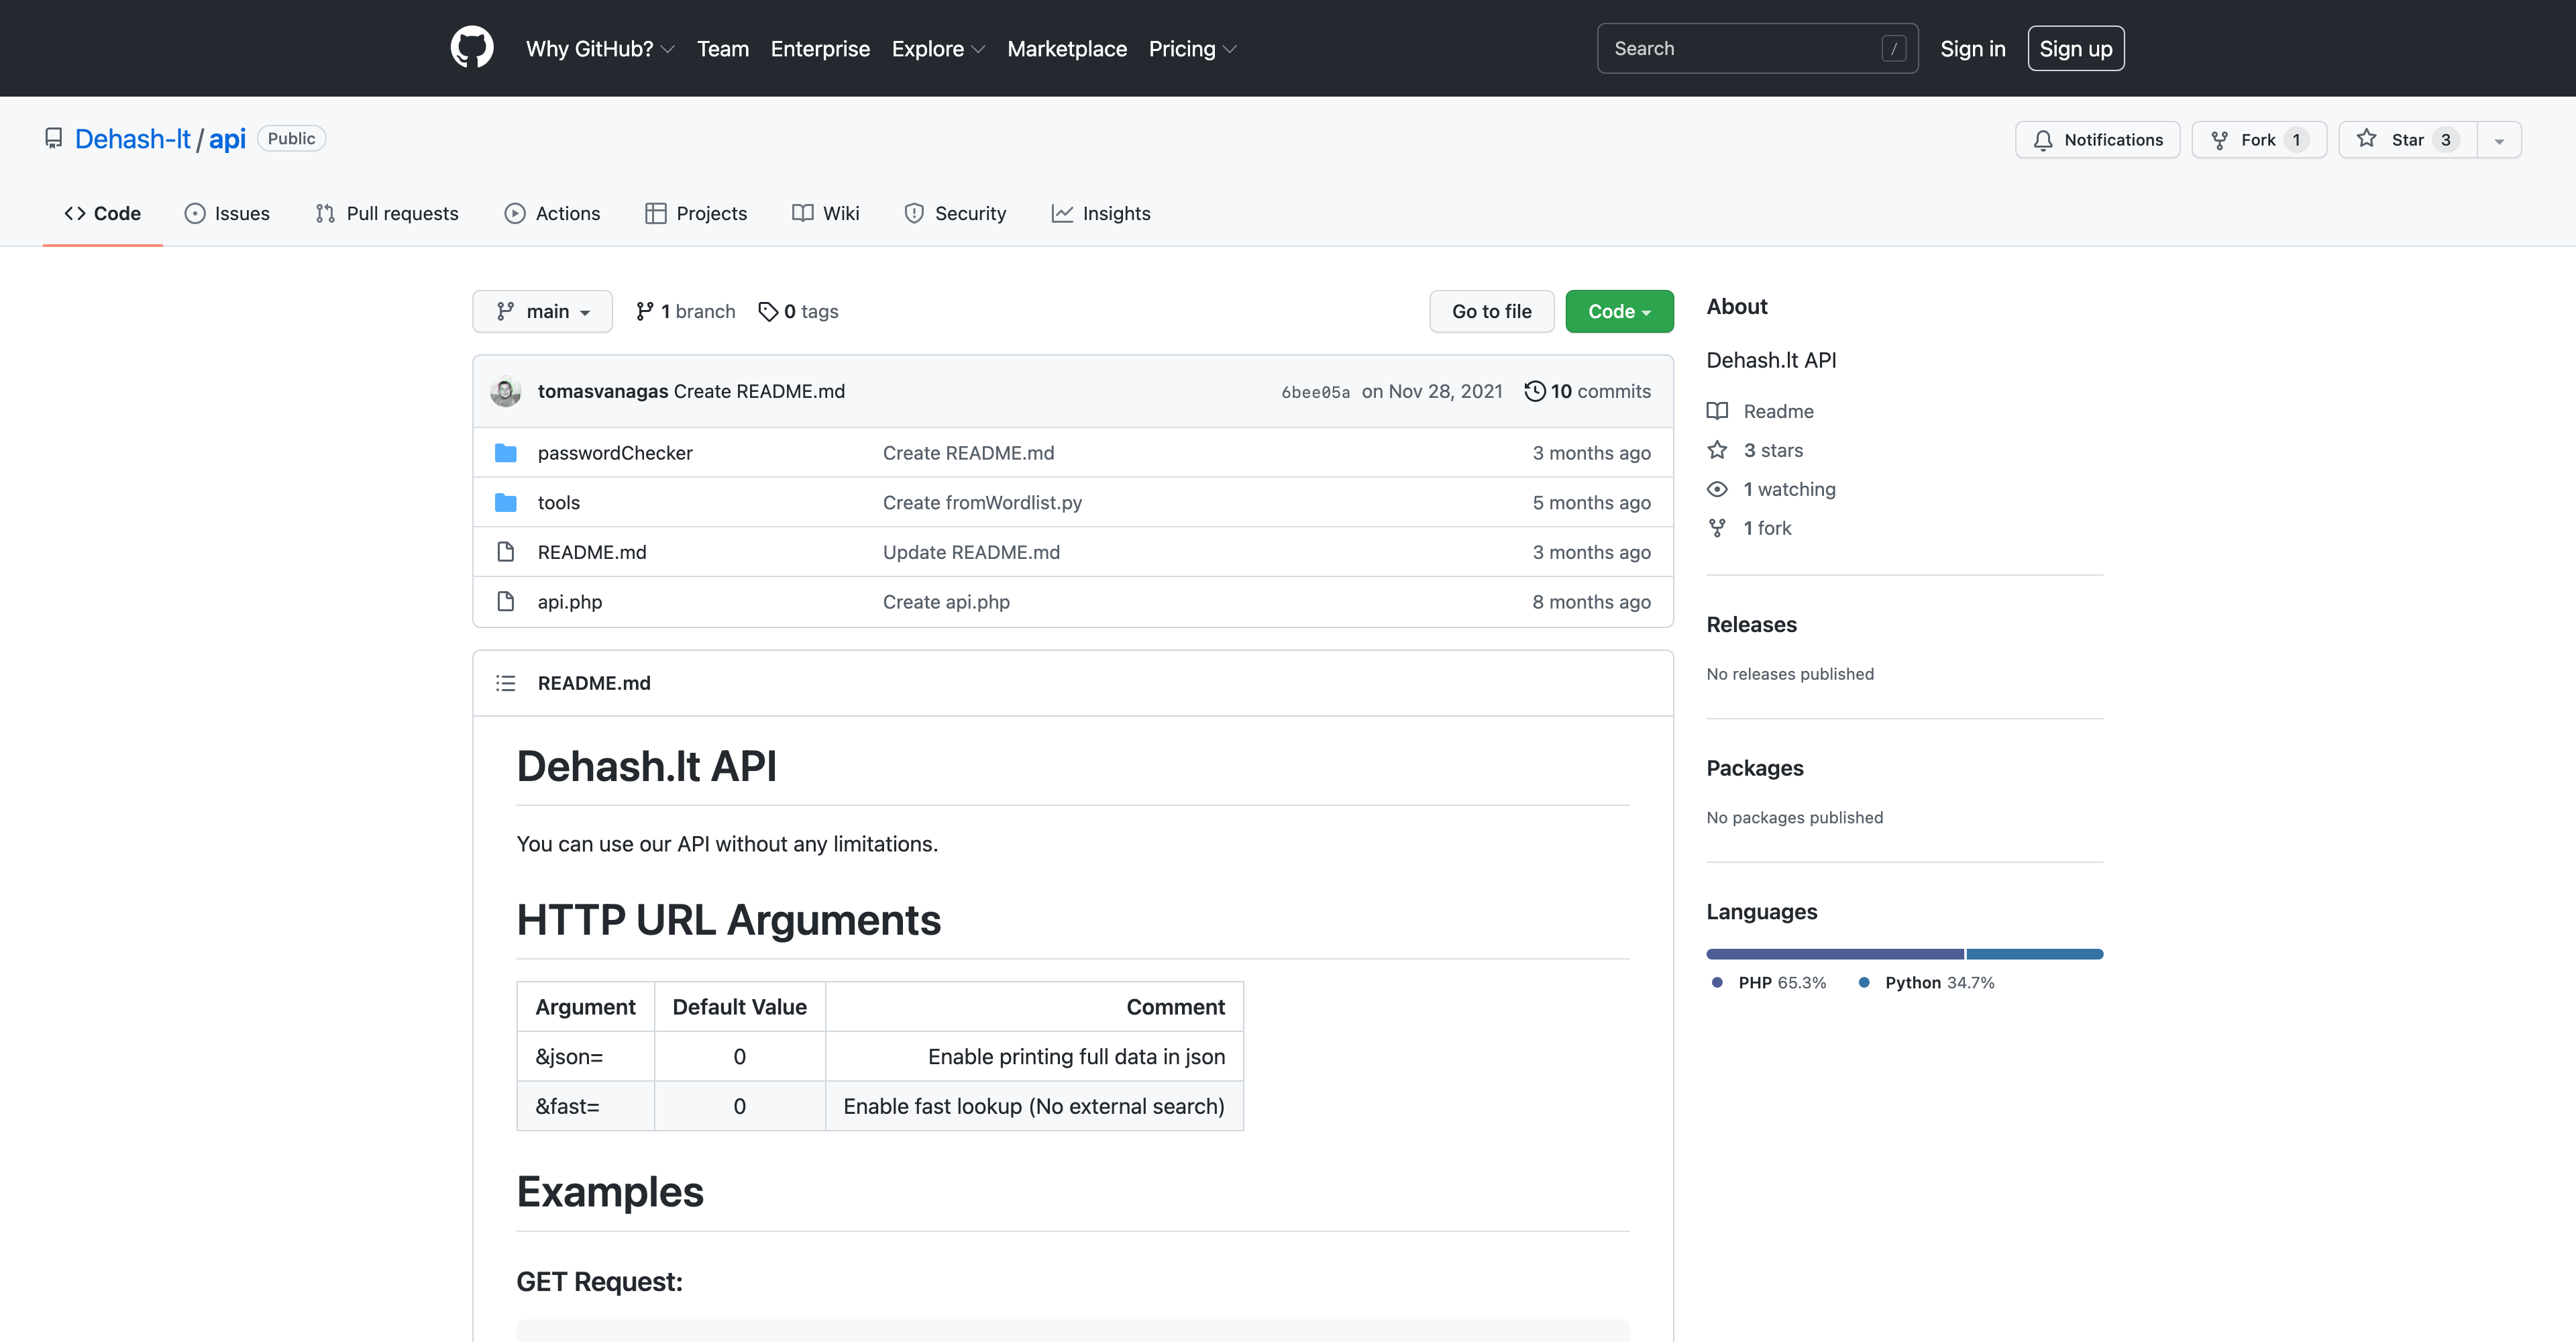 Why GitHub? Team Enterprise Explore Marketplace Pricing Search / Sign in Sign up
Dehash-lt / api Public Notifications Fork 1 Star 3
Code Issues Pull requests Actions Projects Wiki Security Insights
main 1 branch 0 tags Go to file Code
tomasvanagas Create README.md 6bee05a on Nov 28, 2021 10 commits
passwordChecker Create README.md 3 months ago
tools Create fromWordlist.py 5 months ago
README.md Update README.md 3 months ago
api.php Create api.php 8 months ago
README.md
Dehash.lt API
You can use our API without any limitations.
HTTP URL Arguments
Argument Default Value Comment
&json= 0 Enable printing full data in json
&fast= 0 Enable fast lookup (No external search)
Examples
GET Request:
About
Dehash.lt API
Readme
3 stars
1 watching
1 fork
Releases
No releases published
Packages
No packages published
Languages
PHP 65.3% Python 34.7%